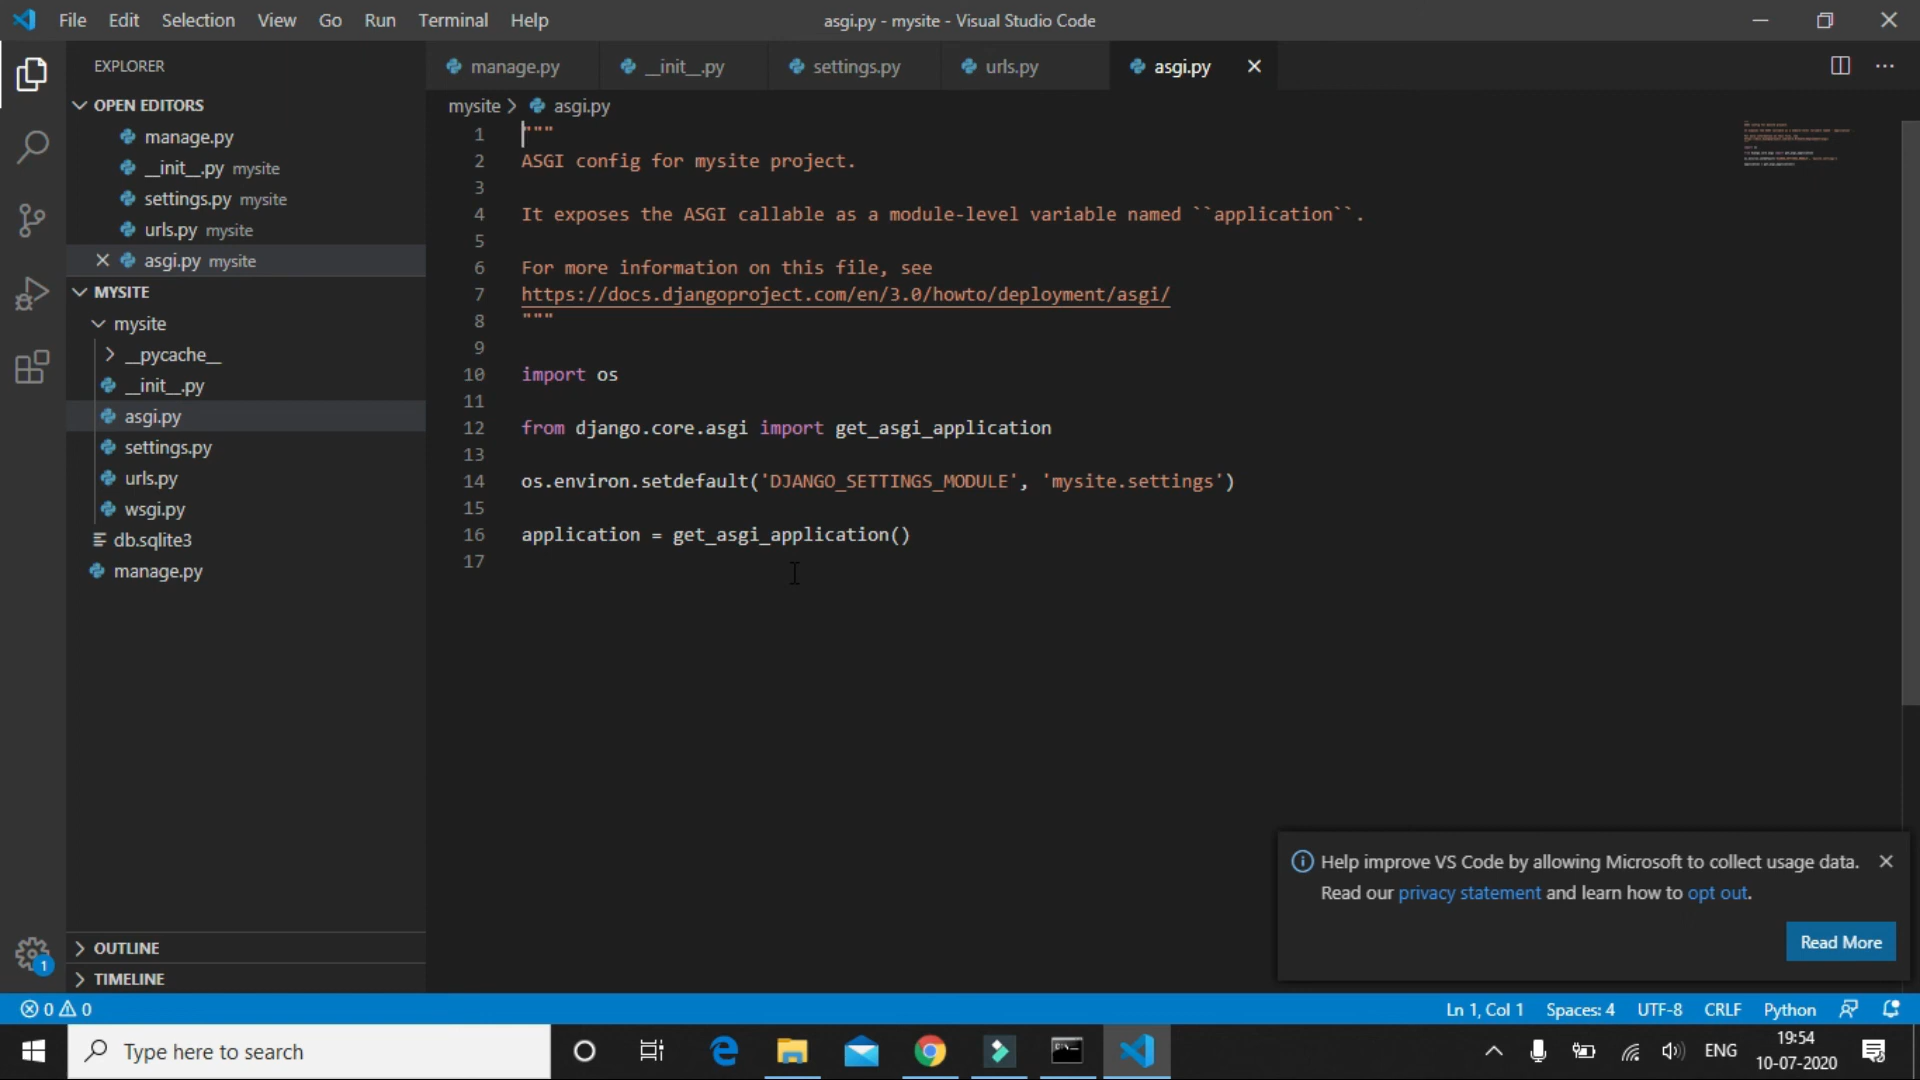 File Edit Selection View Go Run Terminal Help
asgi.py - mysite - Visual Studio Code
EXPLORER
OPEN EDITORS
manage.py
__init__.py mysite
settings.py mysite
urls.py mysite
asgi.py mysite
MYSITE
mysite
__pycache__
__init__.py
asgi.py
settings.py
urls.py
wsgi.py
db.sqlite3
manage.py
OUTLINE
TIMELINE
manage.py __init__.py settings.py urls.py asgi.py
mysite > asgi.py
1 """
2 ASGI config for mysite project.
3
4 It exposes the ASGI callable as a module-level variable named ``application``.
5
6 For more information on this file, see
7 https://docs.djangoproject.com/en/3.0/howto/deployment/asgi/
8 """
9
10 import os
11
12 from django.core.asgi import get_asgi_application
13
14 os.environ.setdefault('DJANGO_SETTINGS_MODULE', 'mysite.settings')
15
16 application = get_asgi_application()
17
Help improve VS Code by allowing Microsoft to collect usage data.
Read our privacy statement and learn how to opt out.
Read More
1
0 0
Ln 1, Col 1 Spaces: 4 UTF-8 CRLF Python
Type here to search
ENG
19:54
10-07-2020